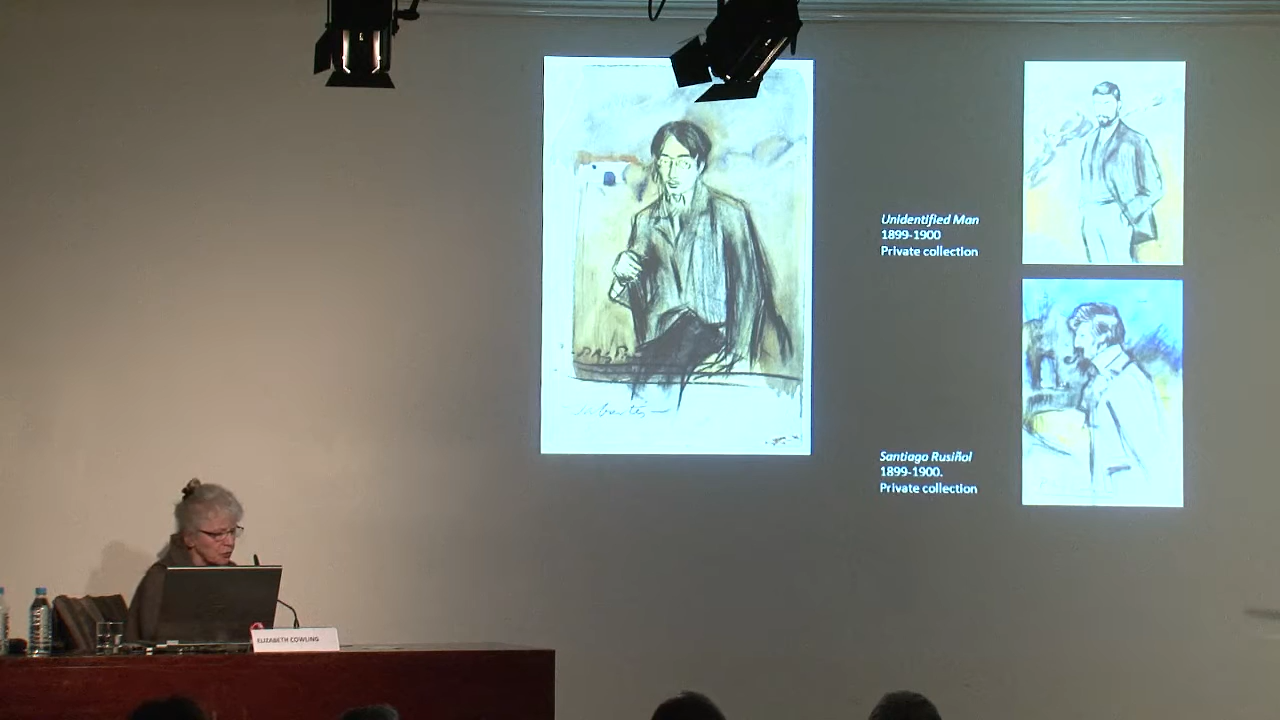 Unidentified Man
1899-1900
Private collection
Santiago Rusiñol
1899-1900.
Private collection
ELIZABETH COWLING